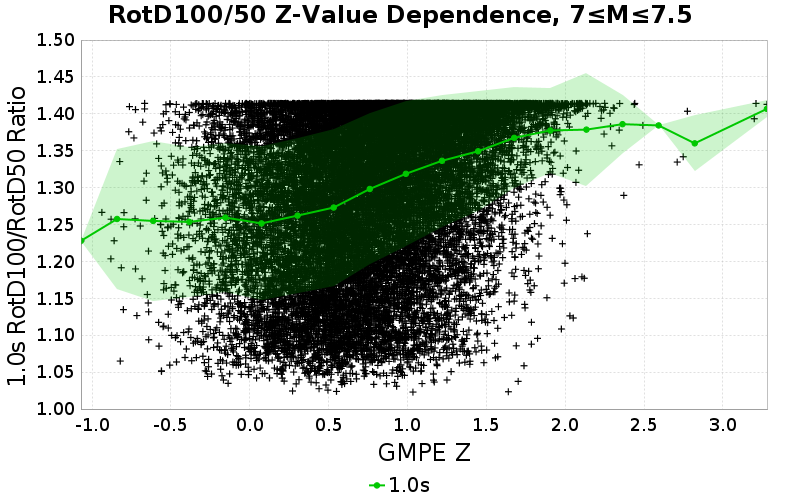 RotD100/50 Z-Value Dependence, 7≤M≤7.5
1.0s RotD100/RotD50 Ratio
1.50
1.45
1.40
1.35
1.30
1.25
1.20
1.15
1.10
1.05
1.00
-1.0 -0.5 0.0 0.5 1.0 1.5 2.0 2.5 3.0
GMPE Z
1.0s